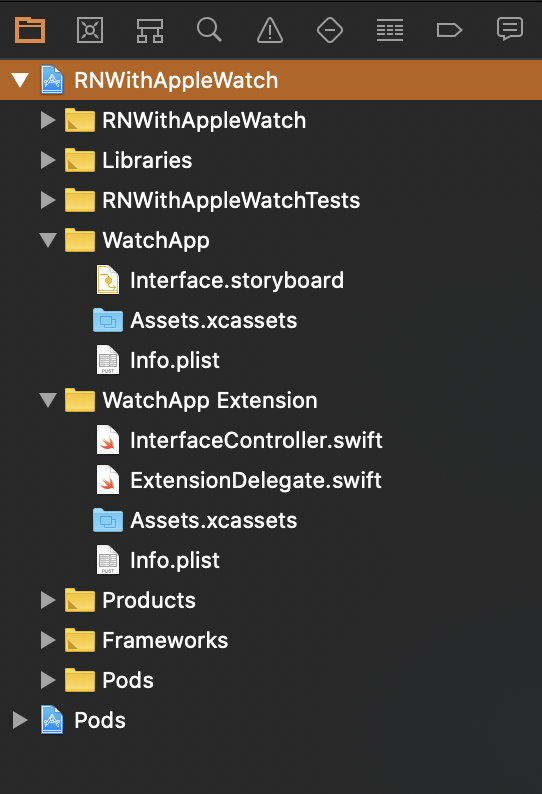 RNWithAppleWatch
RNWithAppleWatch
Libraries
RNWithAppleWatchTests
WatchApp
Interface.storyboard
Assets.xcassets
Info.plist
WatchApp Extension
InterfaceController.swift
ExtensionDelegate.swift
Assets.xcassets
Info.plist
Products
Frameworks
Pods
Pods